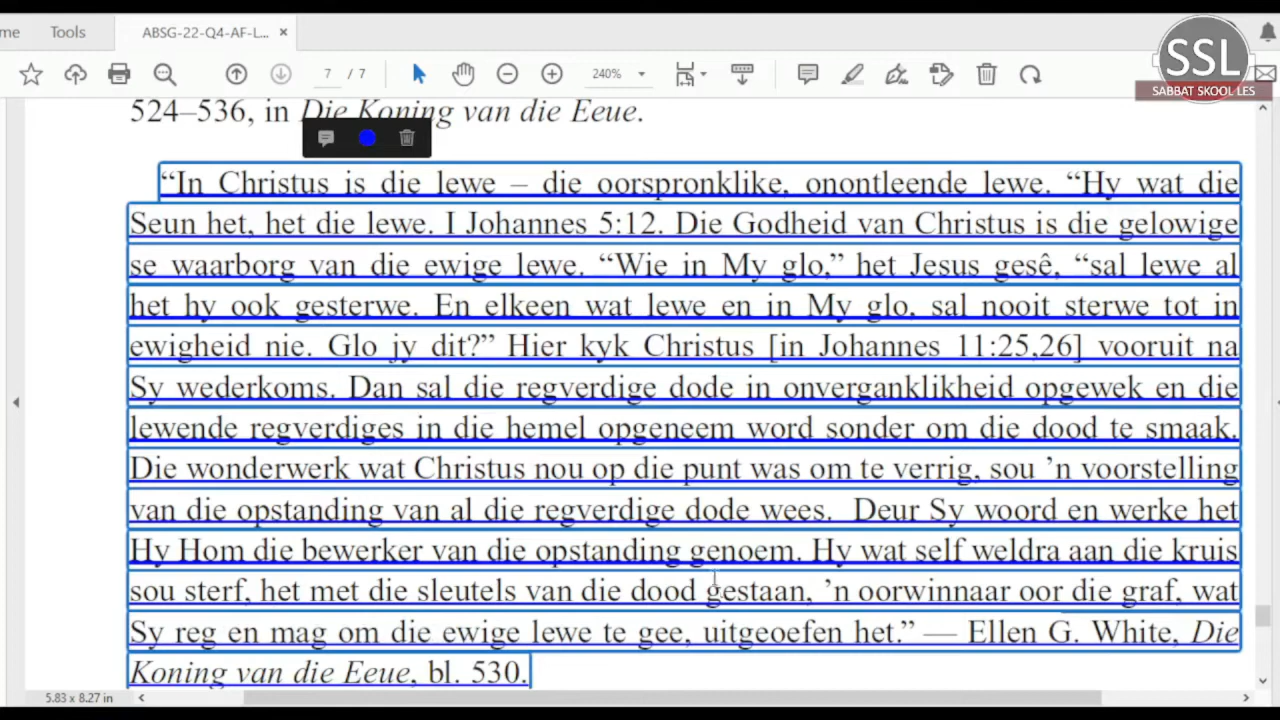 me Tools ABSG-22-Q4-AF-L... ×
7 / 7 240%
SSL
SABBAT SKOOL LES
524–536, in Die Koning van die Eeue.
“In Christus is die lewe – die oorspronklike, onontleende lewe. “Hy wat die
Seun het, het die lewe. I Johannes 5:12. Die Godheid van Christus is die gelowige
se waarborg van die ewige lewe. “Wie in My glo,” het Jesus gesê, “sal lewe al
het hy ook gesterwe. En elkeen wat lewe en in My glo, sal nooit sterwe tot in
ewigheid nie. Glo jy dit?” Hier kyk Christus [in Johannes 11:25,26] vooruit na
Sy wederkoms. Dan sal die regverdige dode in onverganklikheid opgewek en die
lewende regverdiges in die hemel opgeneem word sonder om die dood te smaak.
Die wonderwerk wat Christus nou op die punt was om te verrig, sou ’n voorstelling
van die opstanding van al die regverdige dode wees. Deur Sy woord en werke het
Hy Hom die bewerker van die opstanding genoem. Hy wat self weldra aan die kruis
sou sterf, het met die sleutels van die dood gestaan, ’n oorwinnaar oor die graf, wat
Sy reg en mag om die ewige lewe te gee, uitgeoefen het.” — Ellen G. White, Die
Koning van die Eeue, bl. 530.
5.83 x 8.27 in